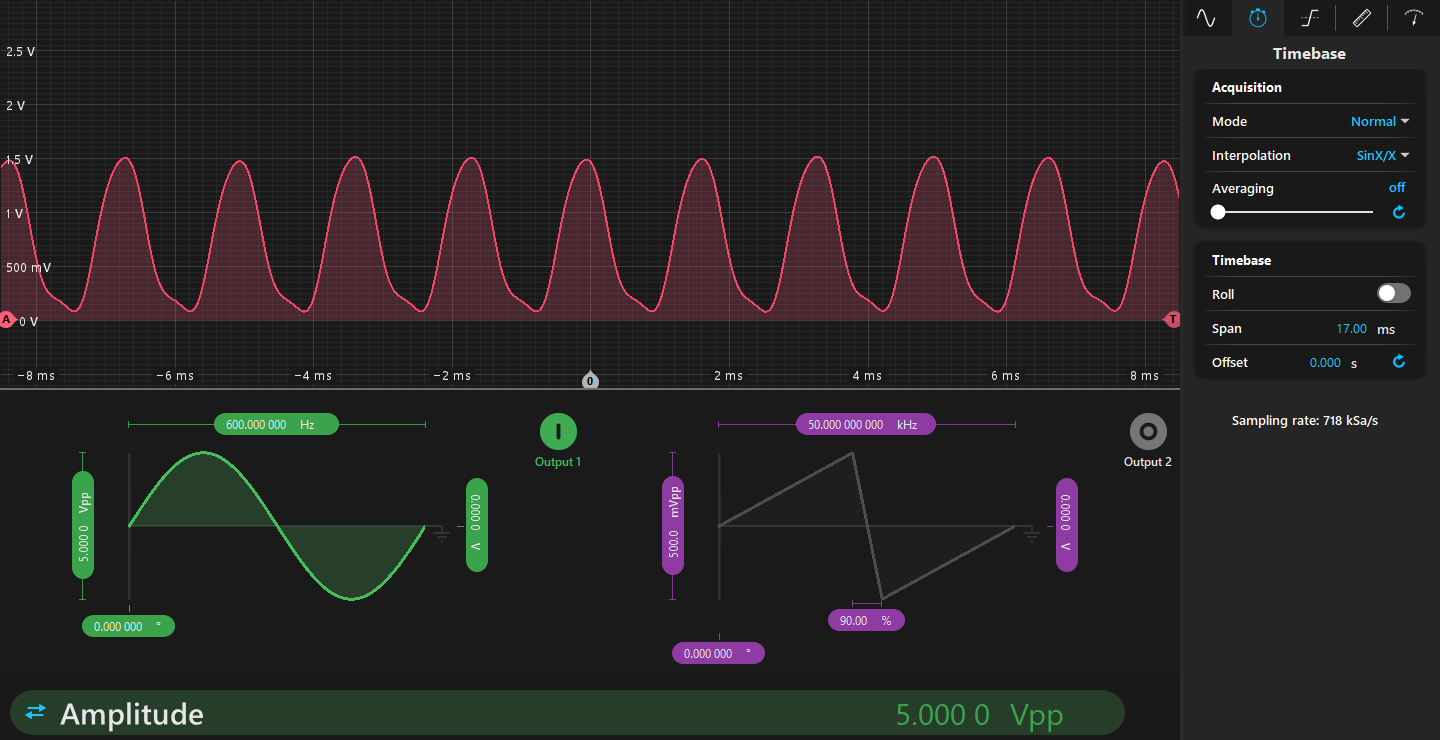 2.5 V
2 V
1.5 V
1 V
500 mV
A
0 V
T
−8 ms
−6 ms
−4 ms
−2 ms
0
2 ms
4 ms
6 ms
8 ms
600.000 000 Hz
5.000 0 Vpp
0.000 0 V
0.000 000 °
Output 1
50.000 000 000 kHz
500.0 mVpp
0.000 0 V
90.00 %
0.000 000 °
Output 2
Amplitude 5.000 0 Vpp
Timebase
Acquisition
Mode Normal
Interpolation SinX/X
Averaging off
Timebase
Roll
Span 17.00 ms
Offset 0.000 s
Sampling rate: 718 kSa/s